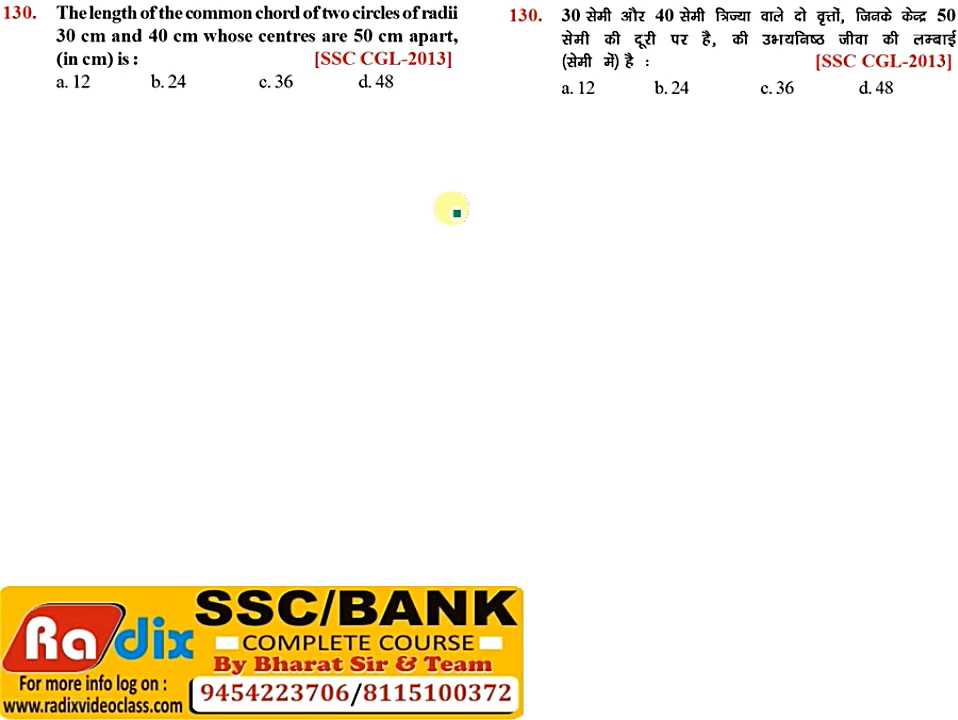 130. The length of the common chord of two circles of radii
30 cm and 40 cm whose centres are 50 cm apart,
(in cm) is : [SSC CGL-2013]
a. 12 b. 24 c. 36 d. 48
130. 30 सेमी और 40 सेमी त्रिज्या वाले दो वृत्तों, जिनके केन्द्र 50
सेमी की दूरी पर है, की उभयनिष्ठ जीवा की लम्बाई
(सेमी में) है : [SSC CGL-2013]
a. 12 b. 24 c. 36 d. 48
Radix
For more info log on :
www.radixvideoclass.com
SSC/BANK
COMPLETE COURSE
By Bharat Sir & Team
9454223706/8115100372